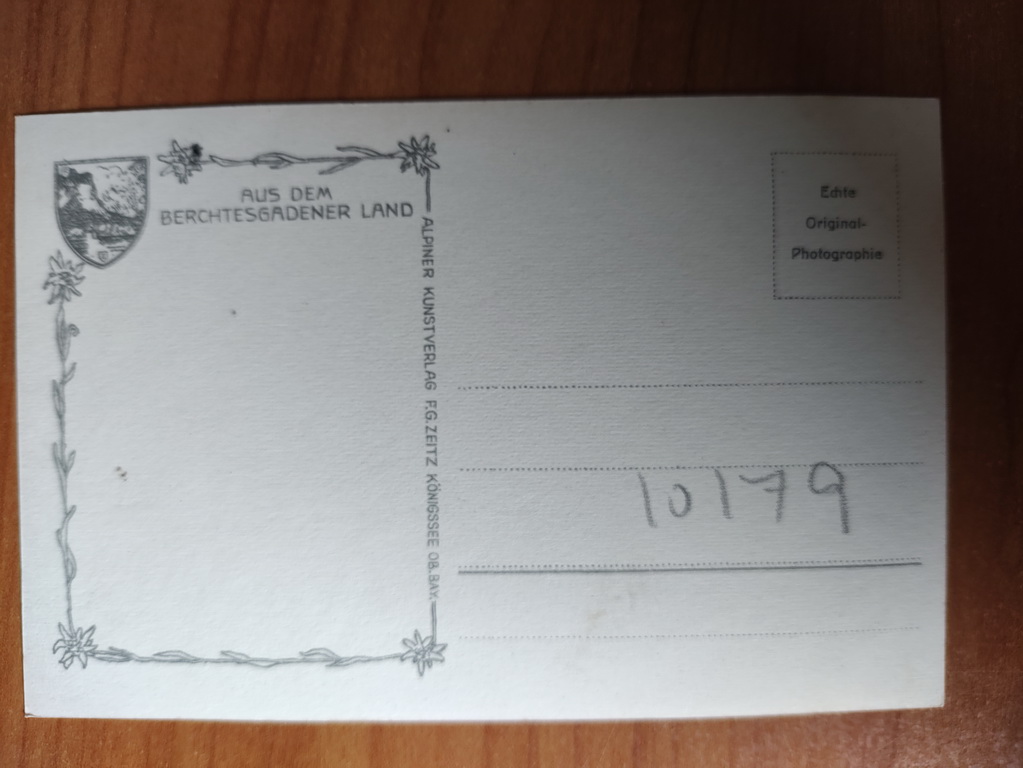 AUS DEM
BERCHTESGADENER LAND
ALPINER KUNSTVERLAG F.G.ZEITZ KÖNIGSSEE OB.BAY.
Echte
Original-
Photographie
10179